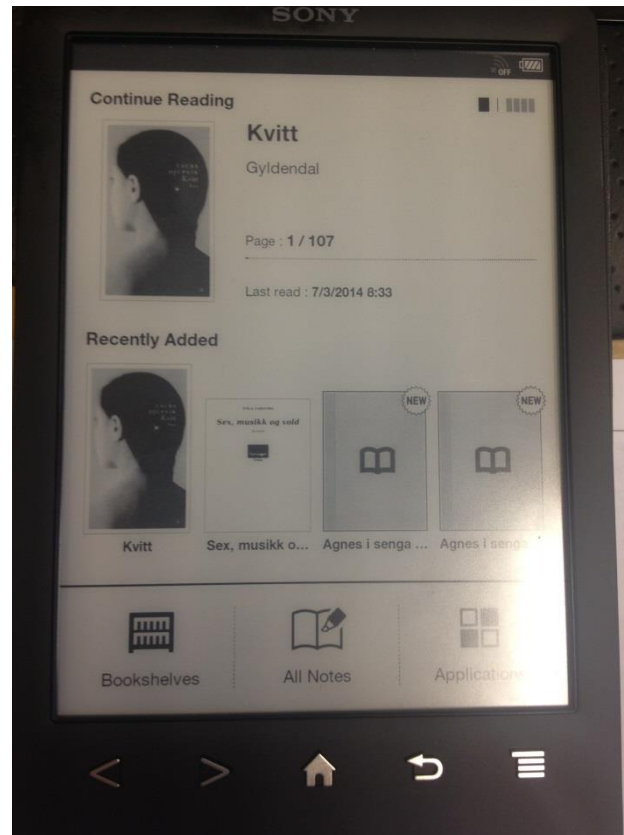 SONY
OFF
Continue Reading
Kvitt
Gyldendal
Page : 1 / 107
Last read : 7/3/2014 8:33
Recently Added
Sex, musikk og vold
NEW
NEW
Kvitt
Sex, musikk o...
Agnes i senga ...
Agnes i senga
Bookshelves
All Notes
Applications